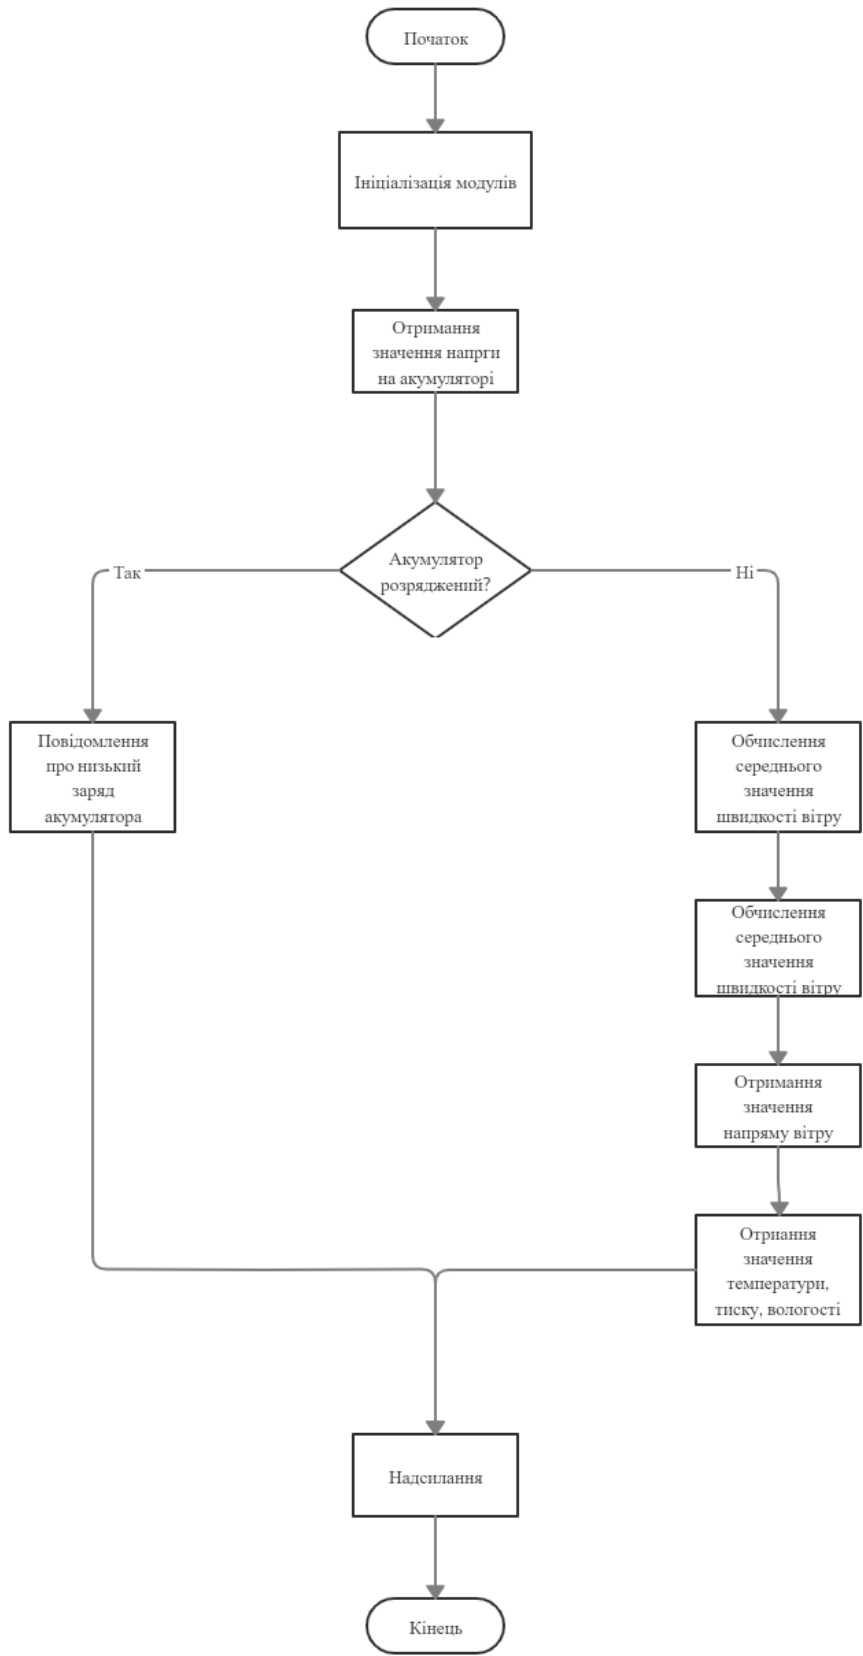 Початок
Ініціалізація модулів
Отримання
значення напрги
на акумуляторі
Акумулятор
розряджений?
Так
Ні
Повідомлення
про низький
заряд
акумулятора
Обчислення
середнього
значення
швидкості вітру
Обчислення
середнього
значення
швидкості вітру
Отримання
значення
напряму вітру
Отриання
значення
температури,
тиску, вологості
Надсилання
Кінець